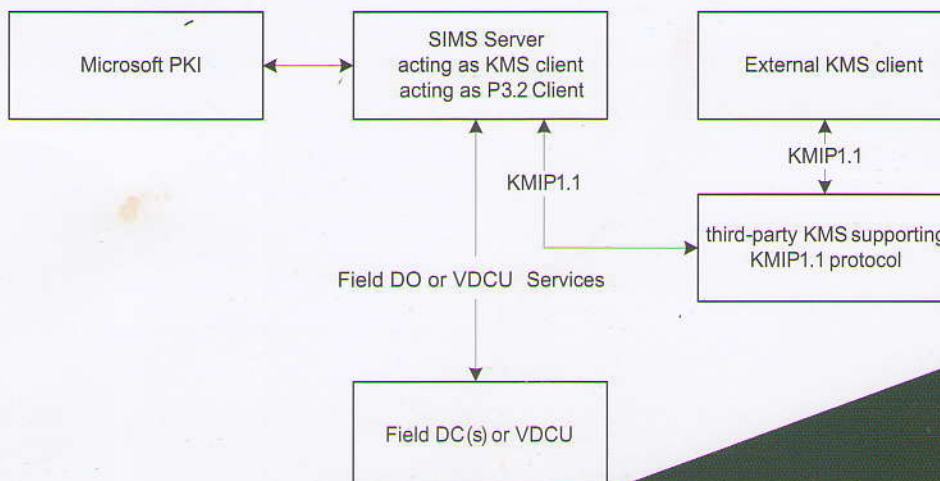 Microsoft PKI
SIMS Server
acting as KMS client
acting as P3.2 Client
External KMS client
KMIP1.1
KMIP1.1
third-party KMS supporting
KMIP1.1 protocol
Field DO or VDCU Services
Field DC(s) or VDCU